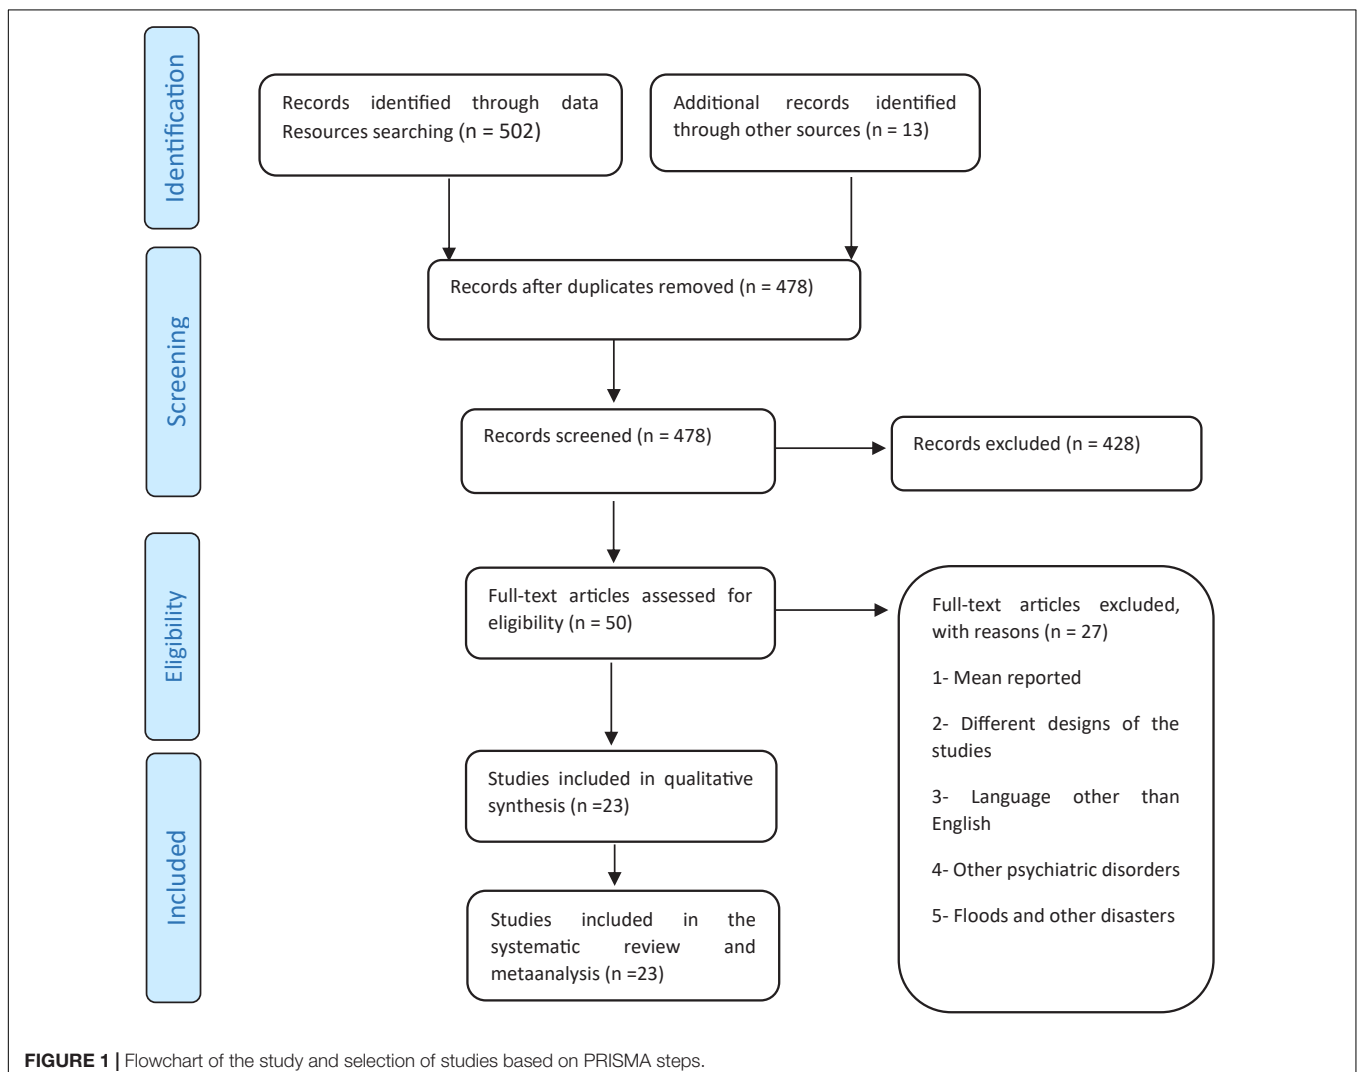 Identification
Records identified through data
Resources searching (n = 502)
Additional records identified
through other sources (n = 13)
Screening
Records after duplicates removed (n = 478)
Records screened (n = 478)
Records excluded (n = 428)
Eligibility
Full-text articles assessed for
eligibility (n = 50)
Full-text articles excluded,
with reasons (n = 27)
1- Mean reported
2- Different designs of the
studies
3- Language other than
English
4- Other psychiatric disorders
5- Floods and other disasters
Included
Studies included in qualitative
synthesis (n =23)
Studies included in the
systematic review and
metaanalysis (n =23)
FIGURE 1 | Flowchart of the study and selection of studies based on PRISMA steps.